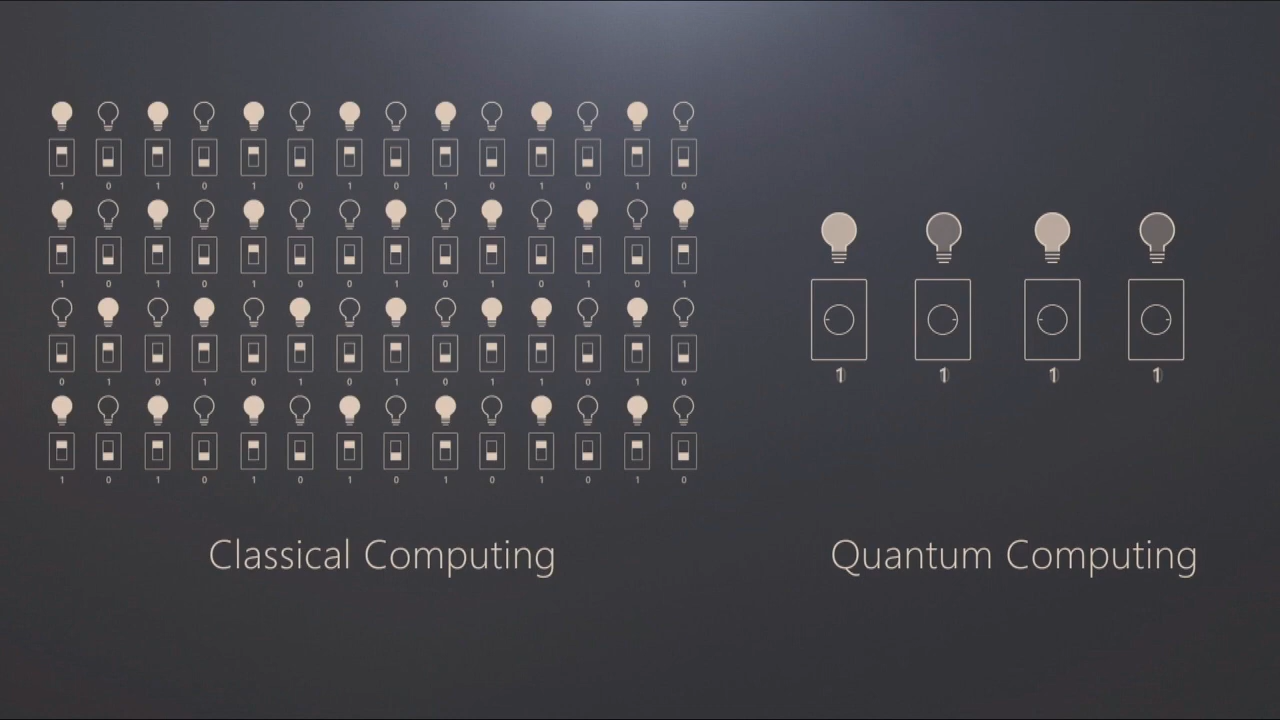 1 0 1 0 1 0 1 0 1 0 1 0 1 0
1 0 1 0 1 0 0 1 0 1 0 1 0 1
0 1 0 1 0 1 0 1 0 1 1 0 1 0
1 0 1 0 1 0 1 0 1 0 1 0 1 0
Classical Computing
1 1 1 1
Quantum Computing